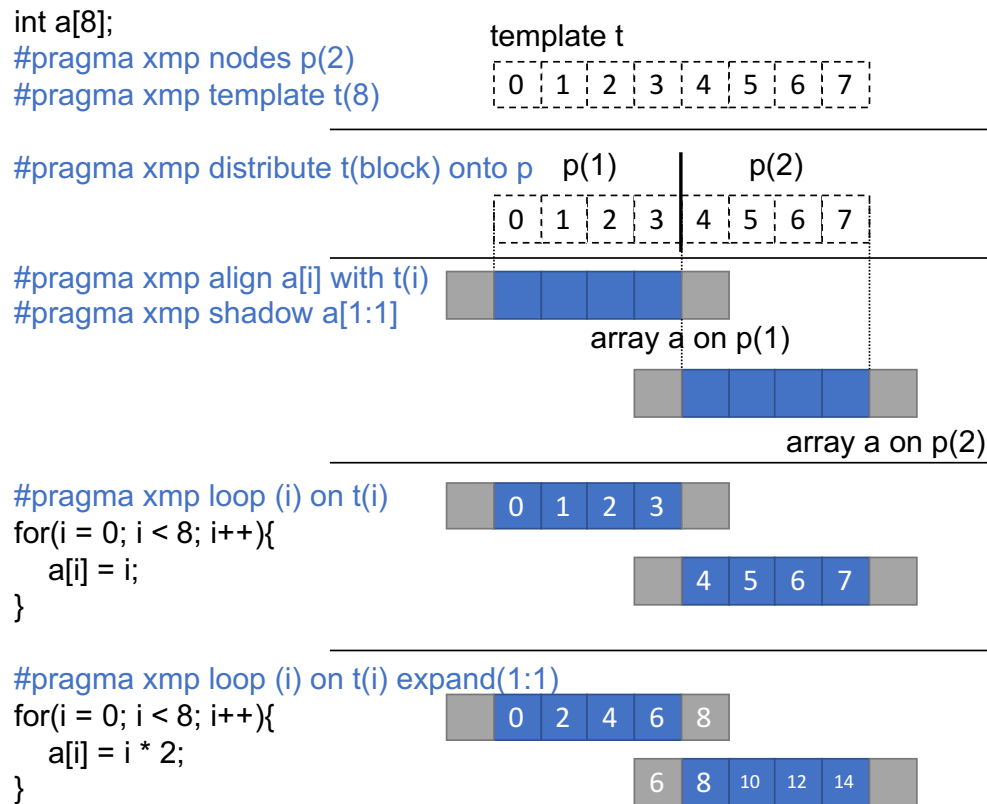 int a[8];
#pragma xmp nodes p(2)
#pragma xmp template t(8)
template t
0 1 2 3 4 5 6 7
#pragma xmp distribute t(block) onto p
p(1) p(2)
0 1 2 3 4 5 6 7
#pragma xmp align a[i] with t(i)
#pragma xmp shadow a[1:1]
array a on p(1)
array a on p(2)
#pragma xmp loop (i) on t(i)
for(i = 0; i < 8; i++){
a[i] = i;
}
0 1 2 3
4 5 6 7
#pragma xmp loop (i) on t(i) expand(1:1)
for(i = 0; i < 8; i++){
a[i] = i * 2;
}
0 2 4 6 8
6 8 10 12 14